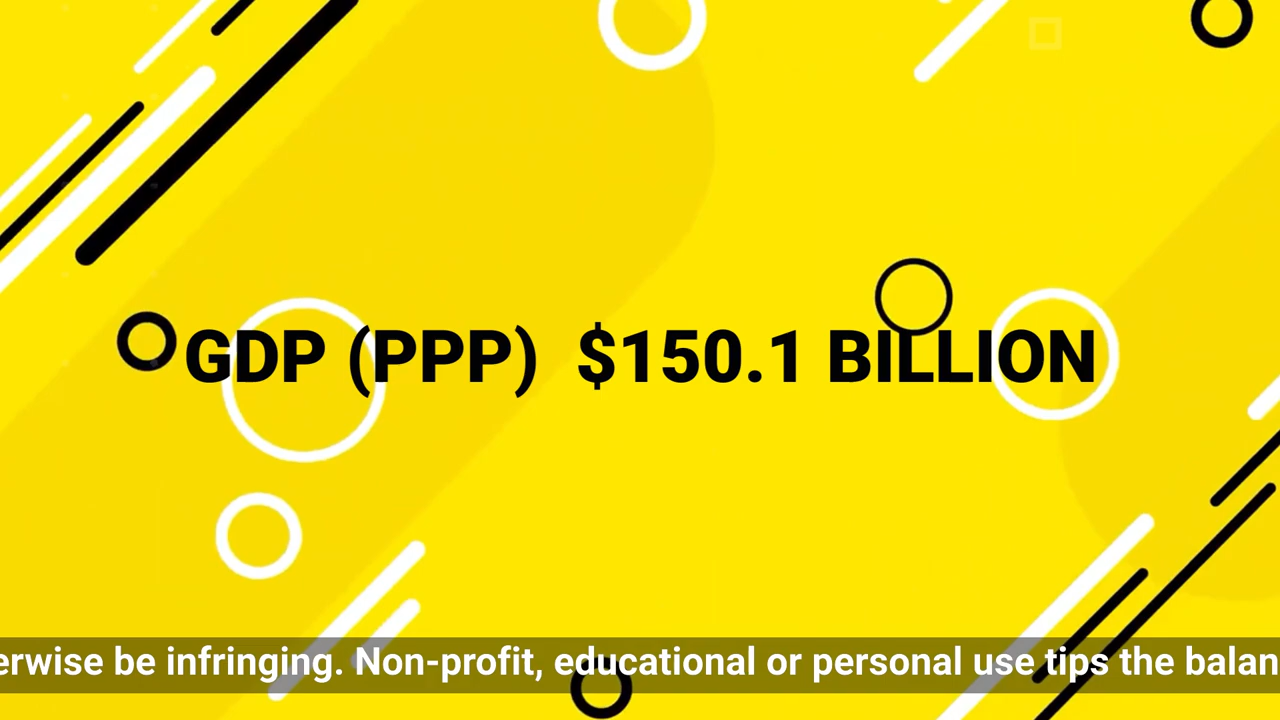 GDP (PPP) $150.1 BILLION
erwise be infringing. Non-profit, educational or personal use tips the balan